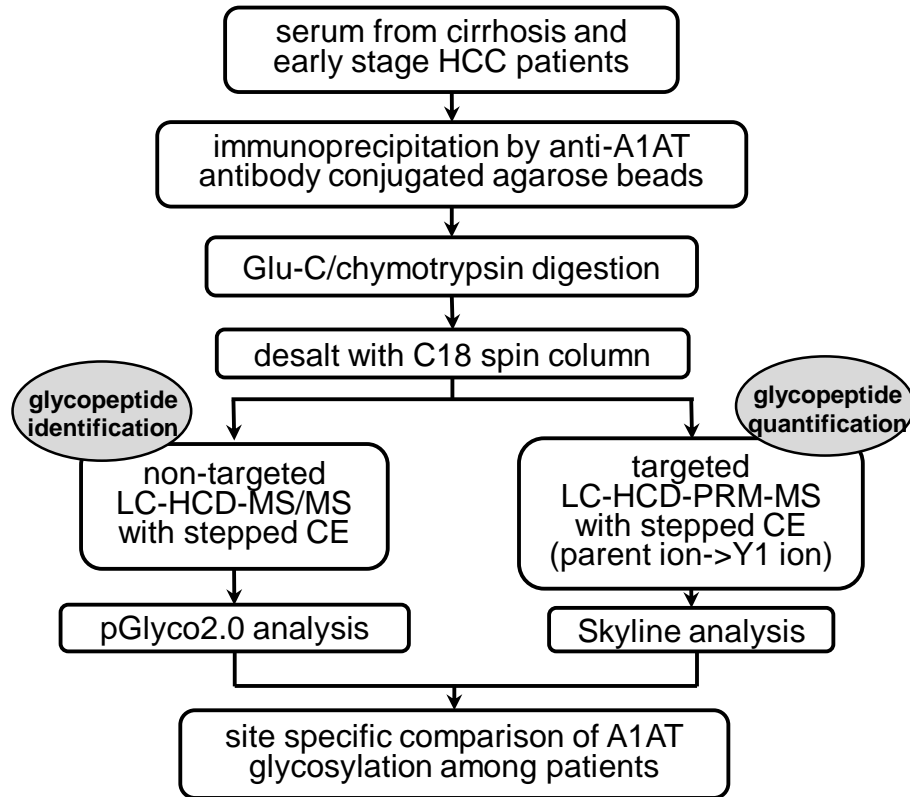 serum from cirrhosis and
early stage HCC patients
immunoprecipitation by anti-A1AT
antibody conjugated agarose beads
Glu-C/chymotrypsin digestion
desalt with C18 spin column
glycopeptide
identification
non-targeted
LC-HCD-MS/MS
with stepped CE
pGlyco2.0 analysis
glycopeptide
quantification
targeted
LC-HCD-PRM-MS
with stepped CE
(parent ion->Y1 ion)
Skyline analysis
site specific comparison of A1AT
glycosylation among patients